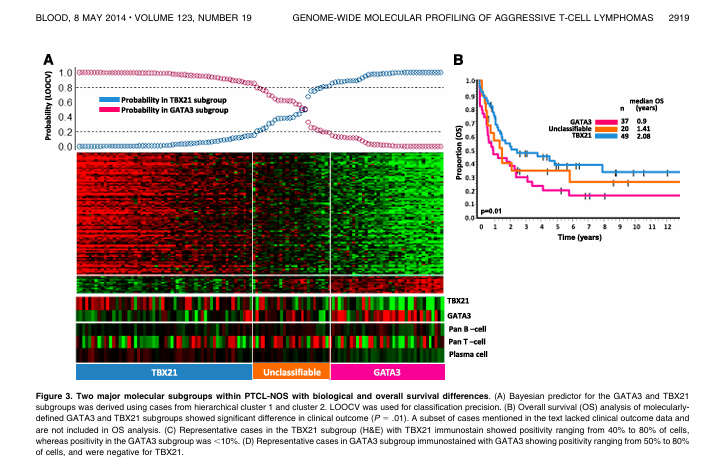 BLOOD, 8 MAY 2014 • VOLUME 123, NUMBER 19 GENOME-WIDE MOLECULAR PROFILING OF AGGRESSIVE T-CELL LYMPHOMAS 2919
A
B
Probability (LOOCV)
1.0
0.8
0.6
0.4
0.2
0.0
Probability in TBX21 subgroup
Probability in GATA3 subgroup
TBX21
GATA3
Pan B –cell
Pan T –cell
Plasma cell
TBX21 Unclassifiable GATA3
Proportion (OS)
1.0
0.9
0.8
0.7
0.6
0.5
0.4
0.3
0.2
0.1
0.0
n median OS (years)
GATA3 37 0.9
Unclassifiable 20 1.41
TBX21 49 2.08
p=0.01
0 1 2 3 4 5 6 7 8 9 10 11 12
Time (years)
Figure 3. Two major molecular subgroups within PTCL-NOS with biological and overall survival differences. (A) Bayesian predictor for the GATA3 and TBX21
subgroups was derived using cases from hierarchical cluster 1 and cluster 2. LOOCV was used for classification precision. (B) Overall survival (OS) analysis of molecularly-
defined GATA3 and TBX21 subgroups showed significant difference in clinical outcome (P = .01). A subset of cases mentioned in the text lacked clinical outcome data and
are not included in OS analysis. (C) Representative cases in the TBX21 subgroup (H&E) with TBX21 immunostain showed positivity ranging from 40% to 80% of cells,
whereas positivity in the GATA3 subgroup was <10%. (D) Representative cases in GATA3 subgroup immunostained with GATA3 showing positivity ranging from 50% to 80%
of cells, and were negative for TBX21.